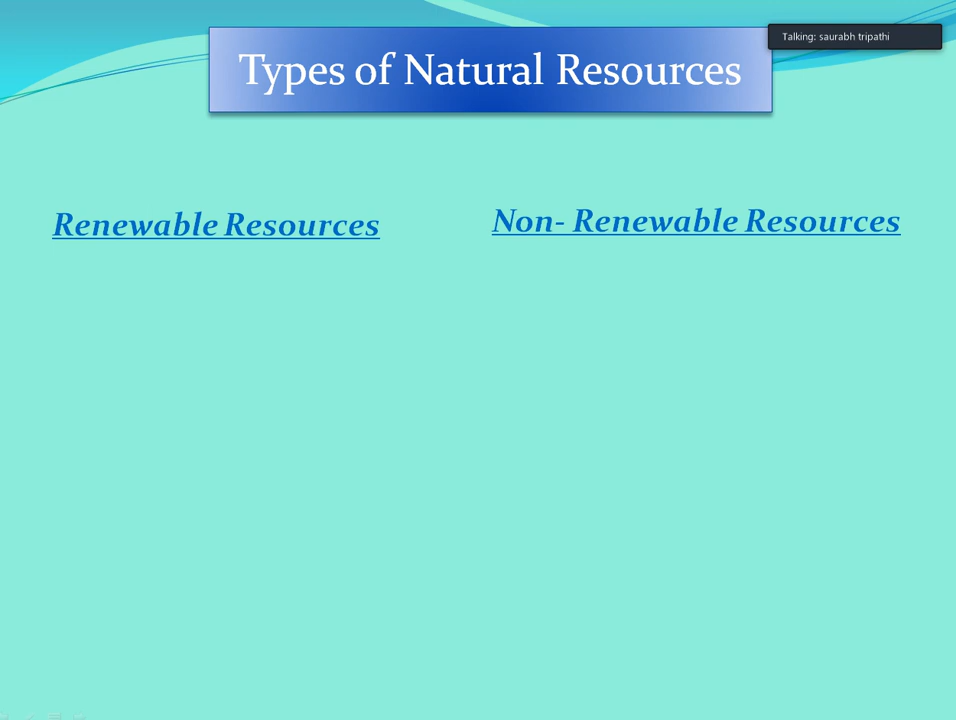 Talking: saurabh tripathi
Types of Natural Resources
Renewable Resources
Non- Renewable Resources